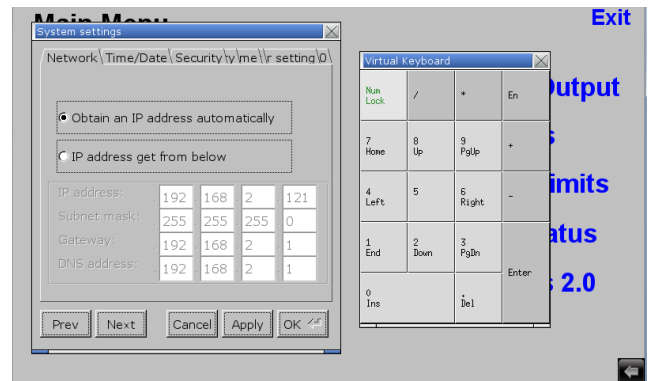 Main Menu
Exit
System settings
Network Time/Date Security y me r setting 0
Obtain an IP address automatically
IP address get from below
IP address: 192 . 168 . 2 . 121
Subnet mask: 255 . 255 . 255 . 0
Gateway: 192 . 168 . 2 . 1
DNS address: 192 . 168 . 2 . 1
Prev Next Cancel Apply OK
Virtual Keyboard
Num Lock / * En
7 Home 8 Up 9 PgUp +
4 Left 5 6 Right -
1 End 2 Down 3 PgDn Enter
0 Ins . Del
Output
s
imits
atus
s 2.0